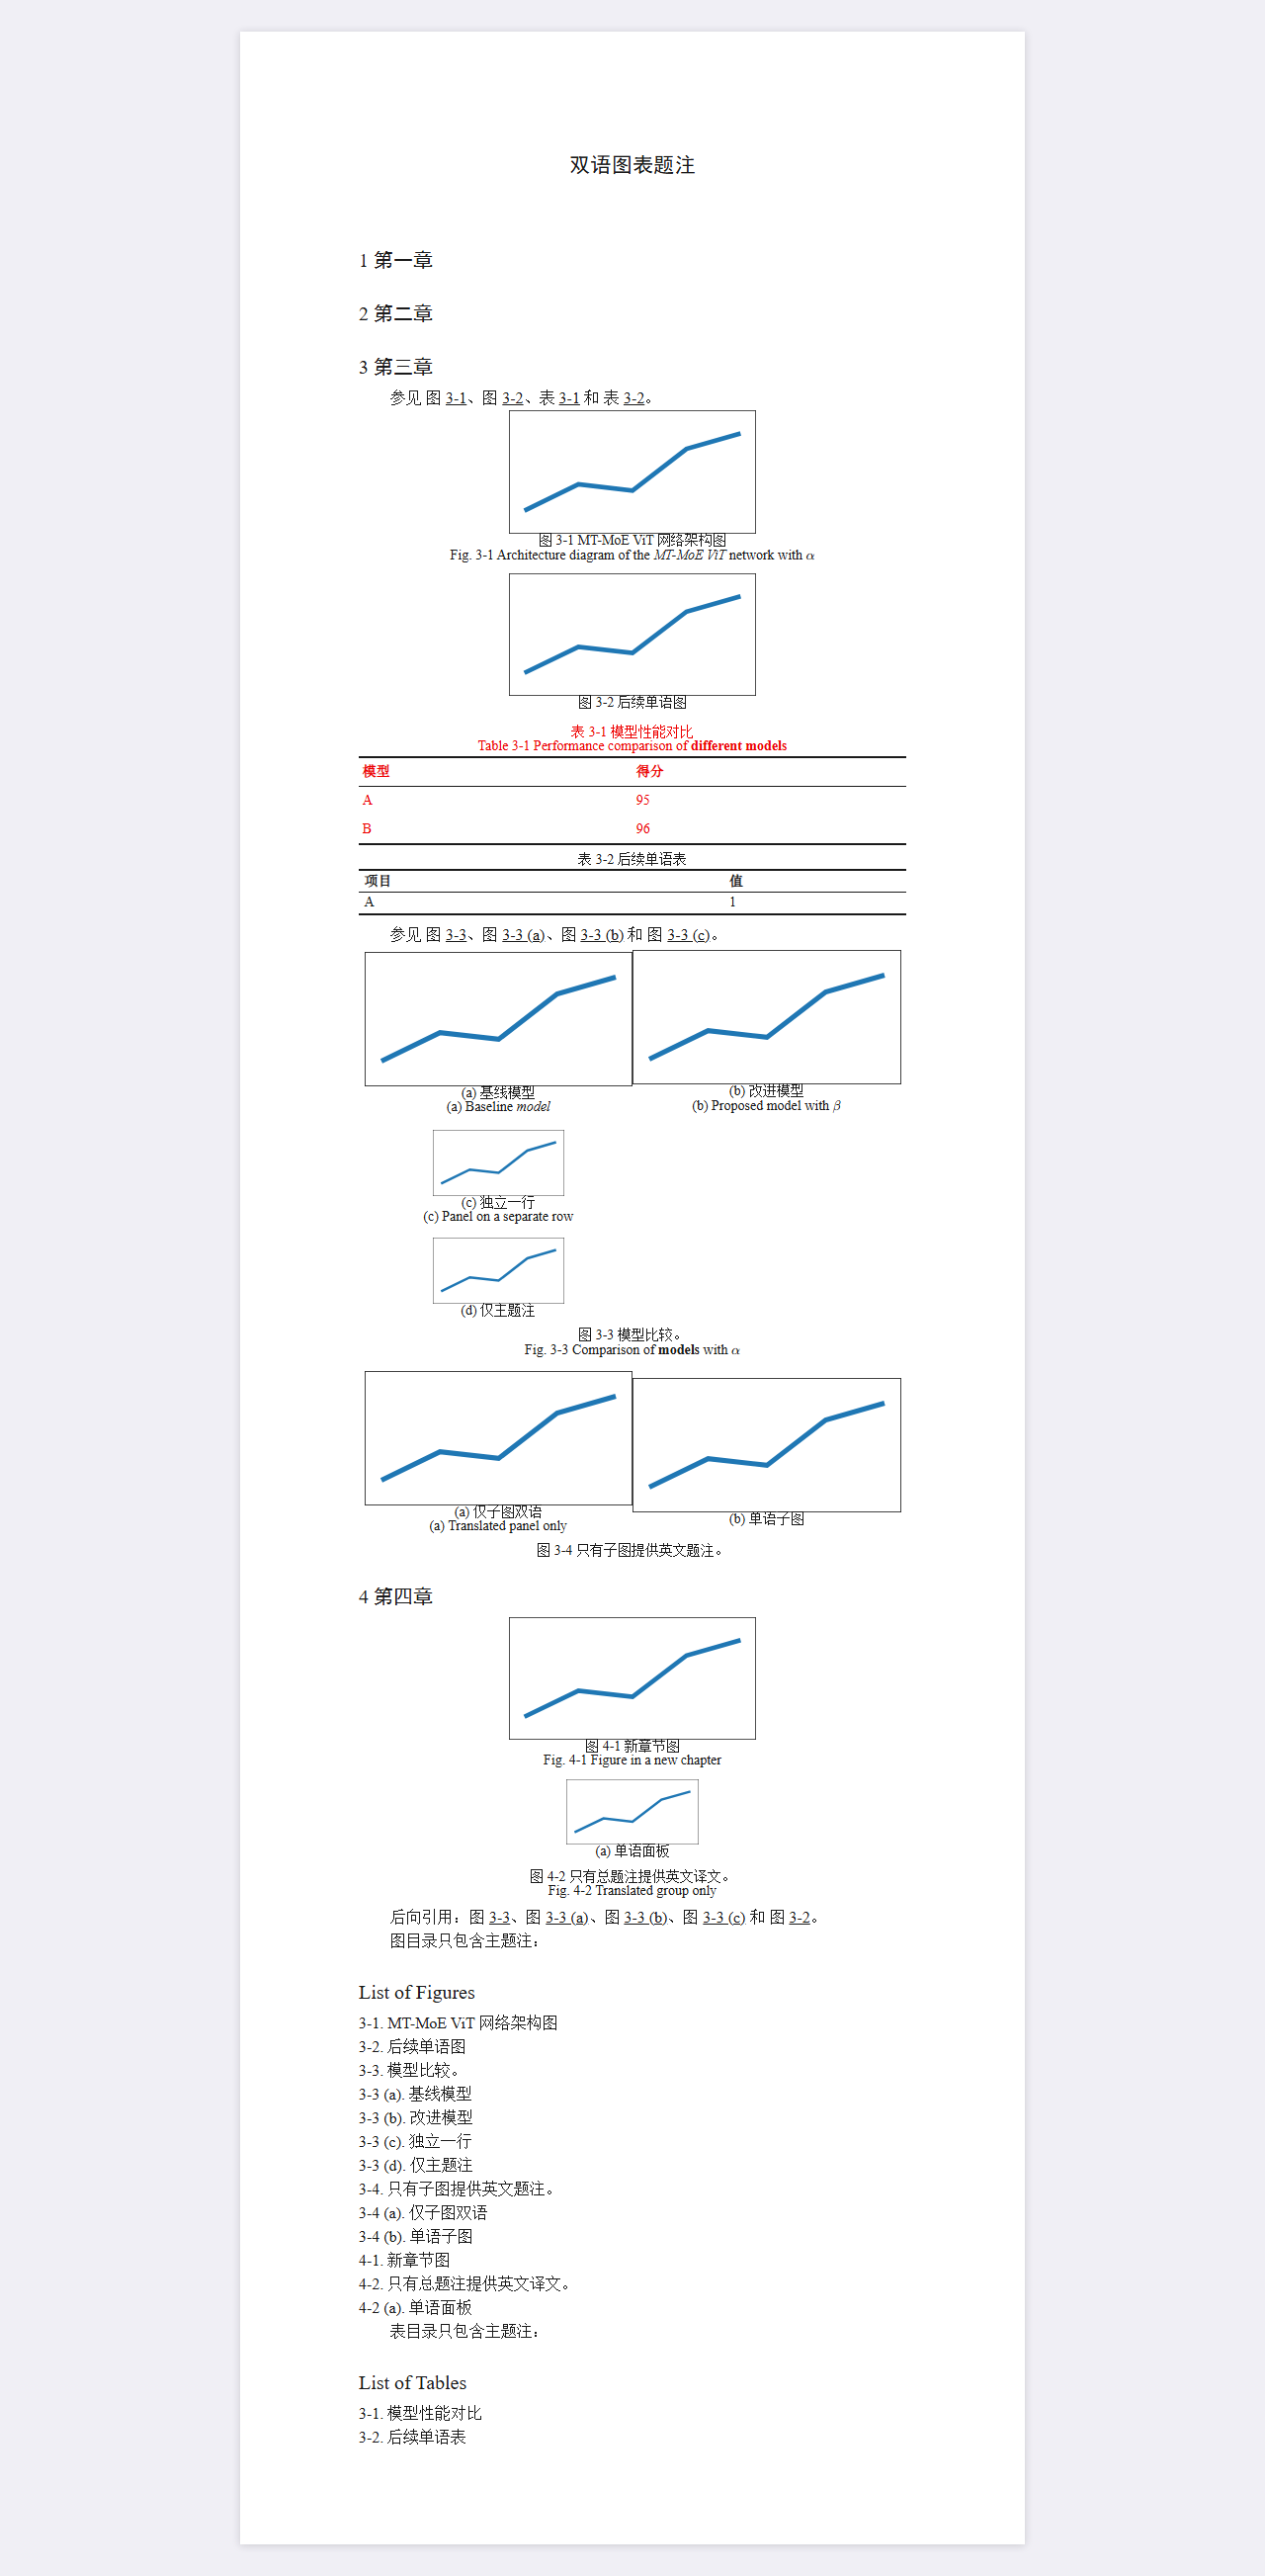 双语图表题注
1 第一章
2 第二章
3 第三章
参见 图 3-1、图 3-2、表 3-1 和 表 3-2。
图 3-1 MT-MoE ViT 网络架构图
Fig. 3-1 Architecture diagram of the MT-MoE ViT network with α
图 3-2 后续单语图
表 3-1 模型性能对比
Table 3-1 Performance comparison of different models
模型 得分
A 95
B 96
表 3-2 后续单语表
项目 值
A 1
参见 图 3-3、图 3-3 (a)、图 3-3 (b) 和 图 3-3 (c)。
(a) 基线模型
(a) Baseline model
(b) 改进模型
(b) Proposed model with β
(c) 独立一行
(c) Panel on a separate row
(d) 仅主题注
图 3-3 模型比较。
Fig. 3-3 Comparison of models with α
(a) 仅子图双语
(a) Translated panel only
(b) 单语子图
图 3-4 只有子图提供英文题注。
4 第四章
图 4-1 新章节图
Fig. 4-1 Figure in a new chapter
(a) 单语面板
图 4-2 只有总题注提供英文译文。
Fig. 4-2 Translated group only
后向引用：图 3-3、图 3-3 (a)、图 3-3 (b)、图 3-3 (c) 和 图 3-2。
图目录只包含主题注：
List of Figures
3-1. MT-MoE ViT 网络架构图
3-2. 后续单语图
3-3. 模型比较。
3-3 (a). 基线模型
3-3 (b). 改进模型
3-3 (c). 独立一行
3-3 (d). 仅主题注
3-4. 只有子图提供英文题注。
3-4 (a). 仅子图双语
3-4 (b). 单语子图
4-1. 新章节图
4-2. 只有总题注提供英文译文。
4-2 (a). 单语面板
表目录只包含主题注：
List of Tables
3-1. 模型性能对比
3-2. 后续单语表